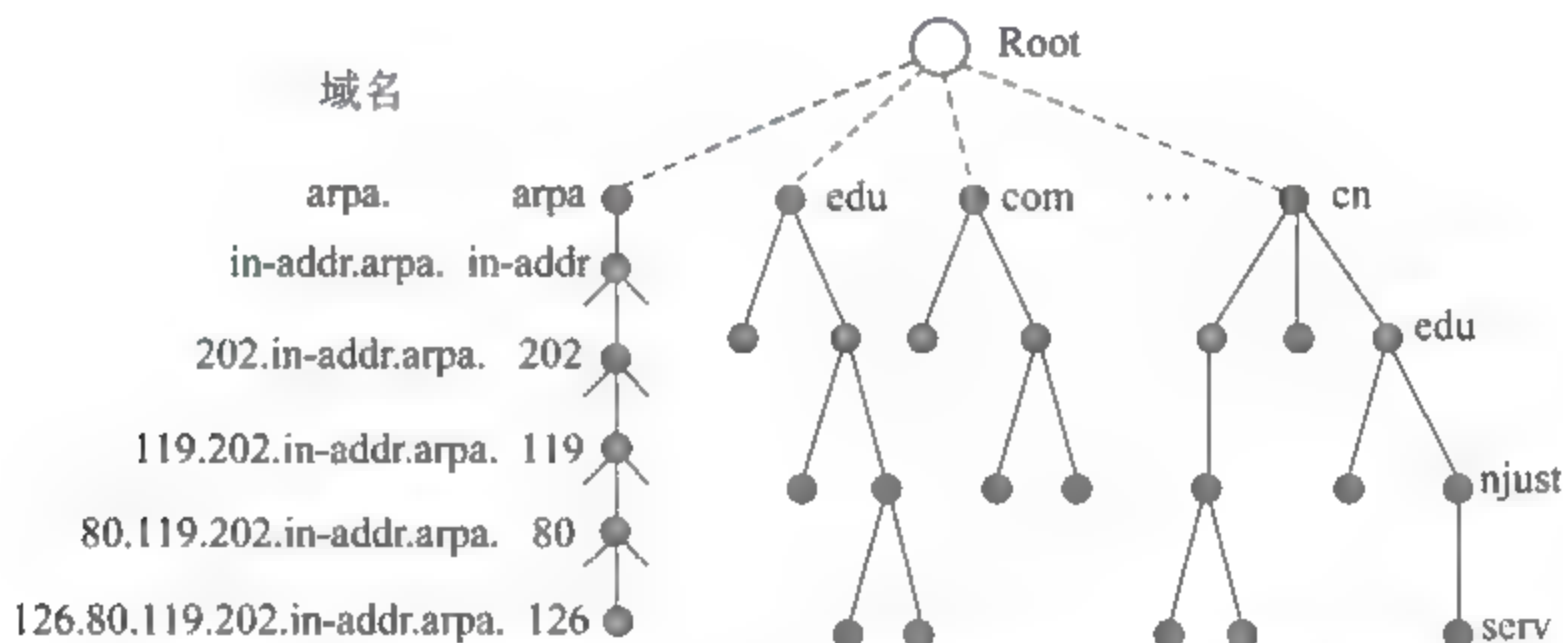 Root
域名
arpa. arpa edu com ... cn
in-addr.arpa. in-addr
202.in-addr.arpa. 202 edu
119.202.in-addr.arpa. 119
njust
80.119.202.in-addr.arpa. 80
126.80.119.202.in-addr.arpa. 126 serv